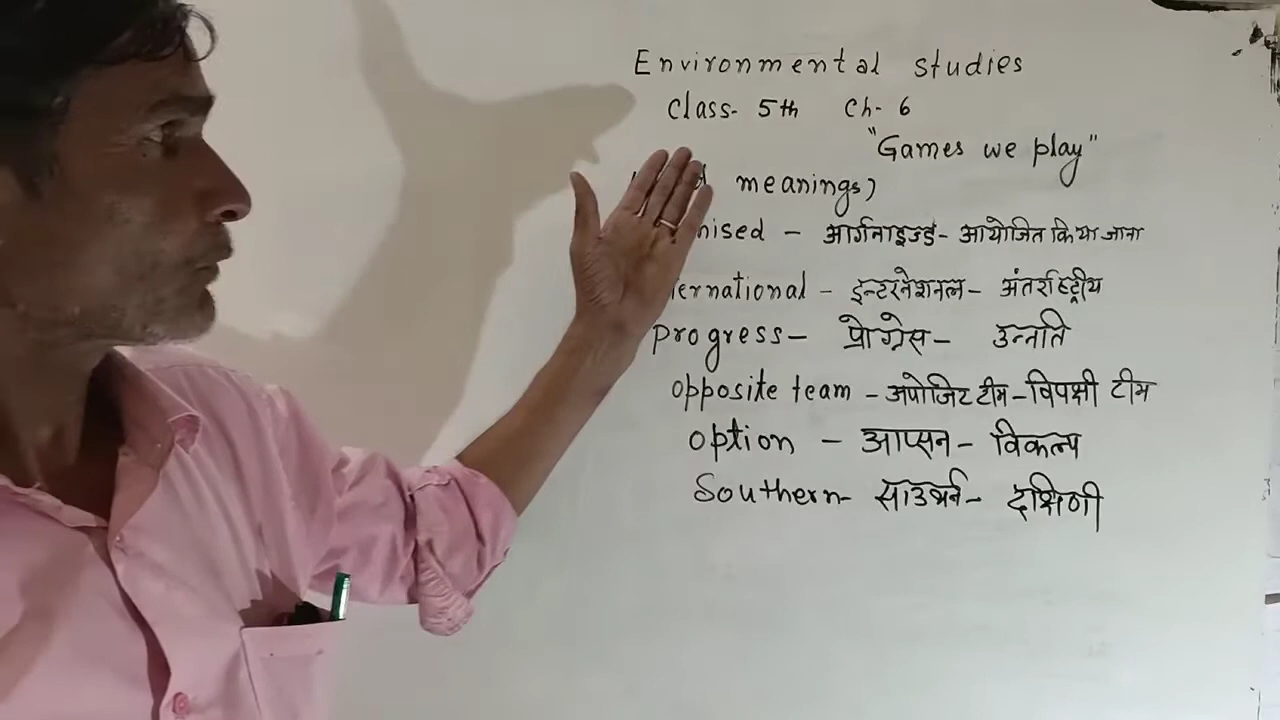 Environmental studies
Class- 5th Ch- 6
"Games we play"
meanings)
nised - आर्गनाइज्ड- आयोजित किया जाना
ernational - इन्टरनेशनल- अंतर्राष्ट्रीय
progress- प्रोग्रेस- उन्नति
opposite team - अपोजिट टीम-विपक्षी टीम
option - आप्सन- विकल्प
Southern- साउथर्न- दक्षिणी